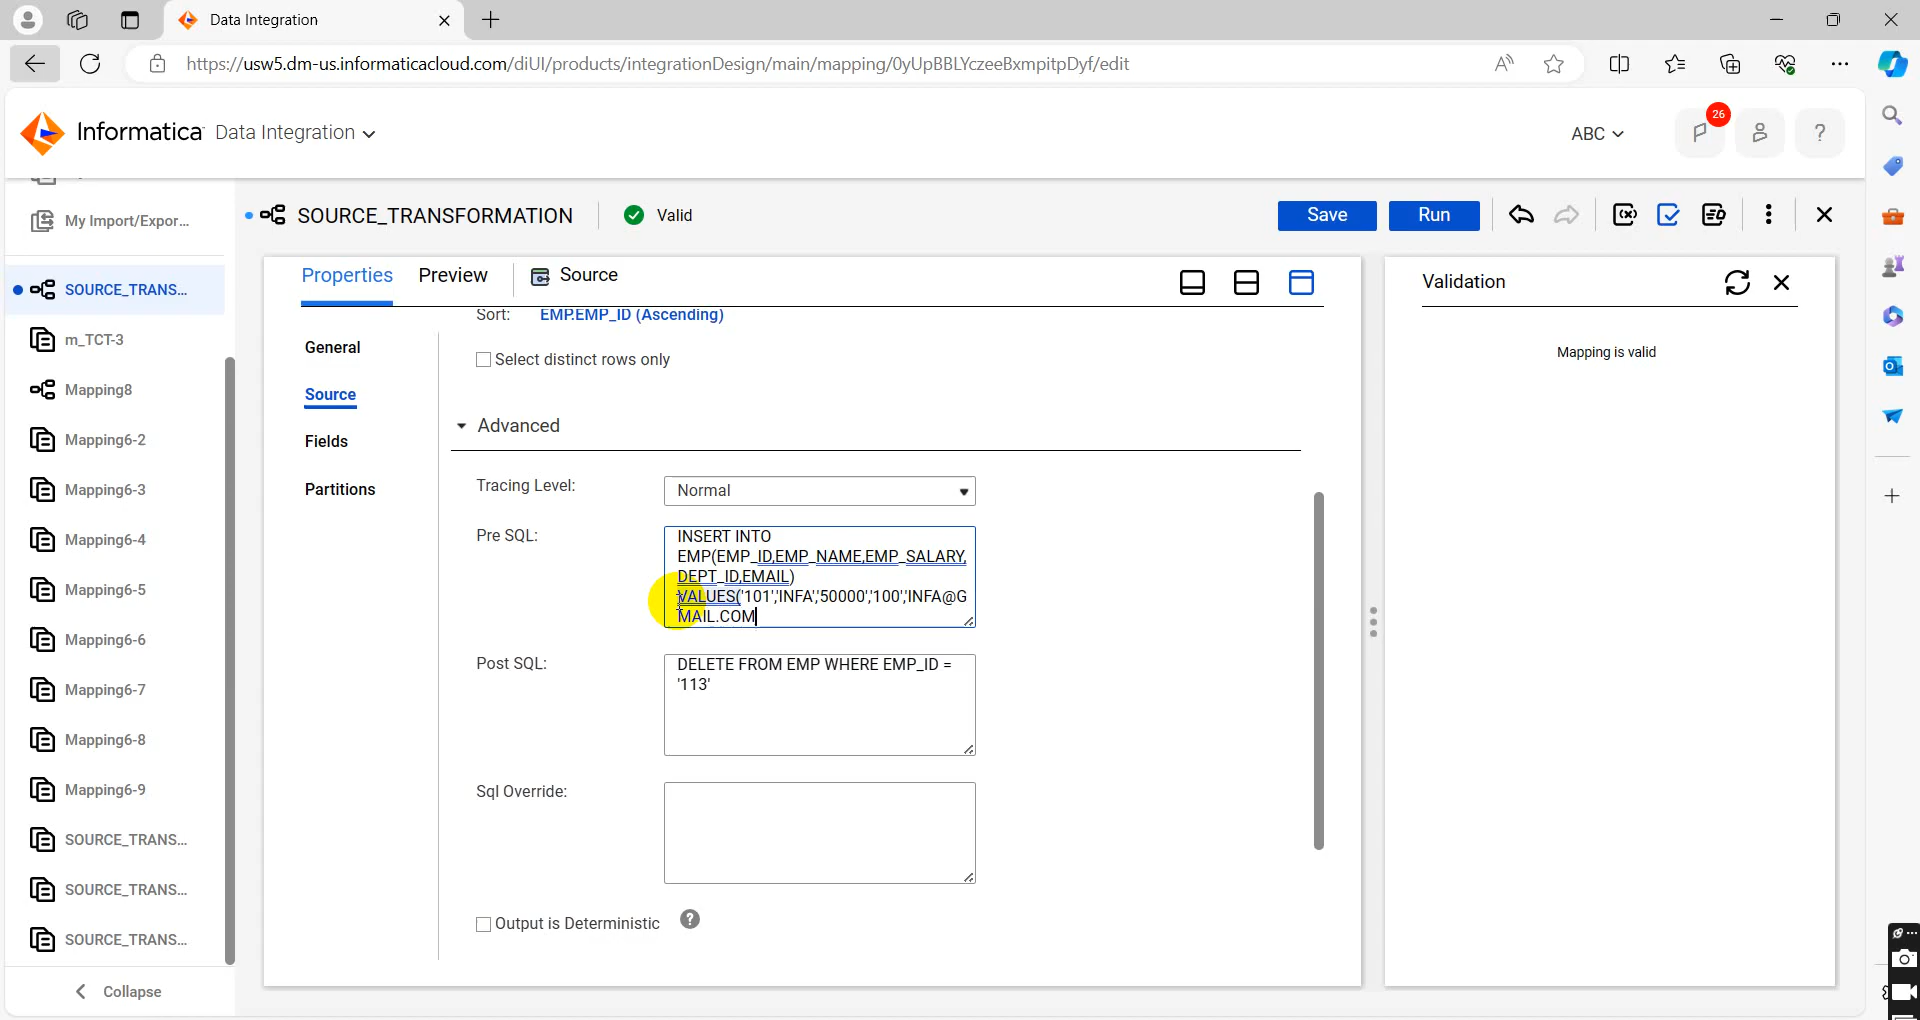 Data Integration
https://usw5.dm-us.informaticacloud.com/diUI/products/integrationDesign/main/mapping/0yUpBBLYczeeBxmpitpDyf/edit
Informatica Data Integration
ABC
26
?
My Import/Expor...
SOURCE_TRANSFORMATION
Valid
Save
Run
SOURCE_TRANS...
m_TCT-3
Mapping8
Mapping6-2
Mapping6-3
Mapping6-4
Mapping6-5
Mapping6-6
Mapping6-7
Mapping6-8
Mapping6-9
SOURCE_TRANS...
SOURCE_TRANS...
SOURCE_TRANS...
Collapse
Properties
Preview
Source
General
Source
Fields
Partitions
Sort: EMP.EMP_ID (Ascending)
Select distinct rows only
Advanced
Tracing Level: Normal
Pre SQL:
INSERT INTO
EMP(EMP_ID,EMP_NAME,EMP_SALARY,
DEPT_ID,EMAIL)
VALUES('101','INFA','50000','100','INFA@G
MAIL.COM
Post SQL:
DELETE FROM EMP WHERE EMP_ID =
'113'
Sql Override:
Output is Deterministic ?
Validation
Mapping is valid